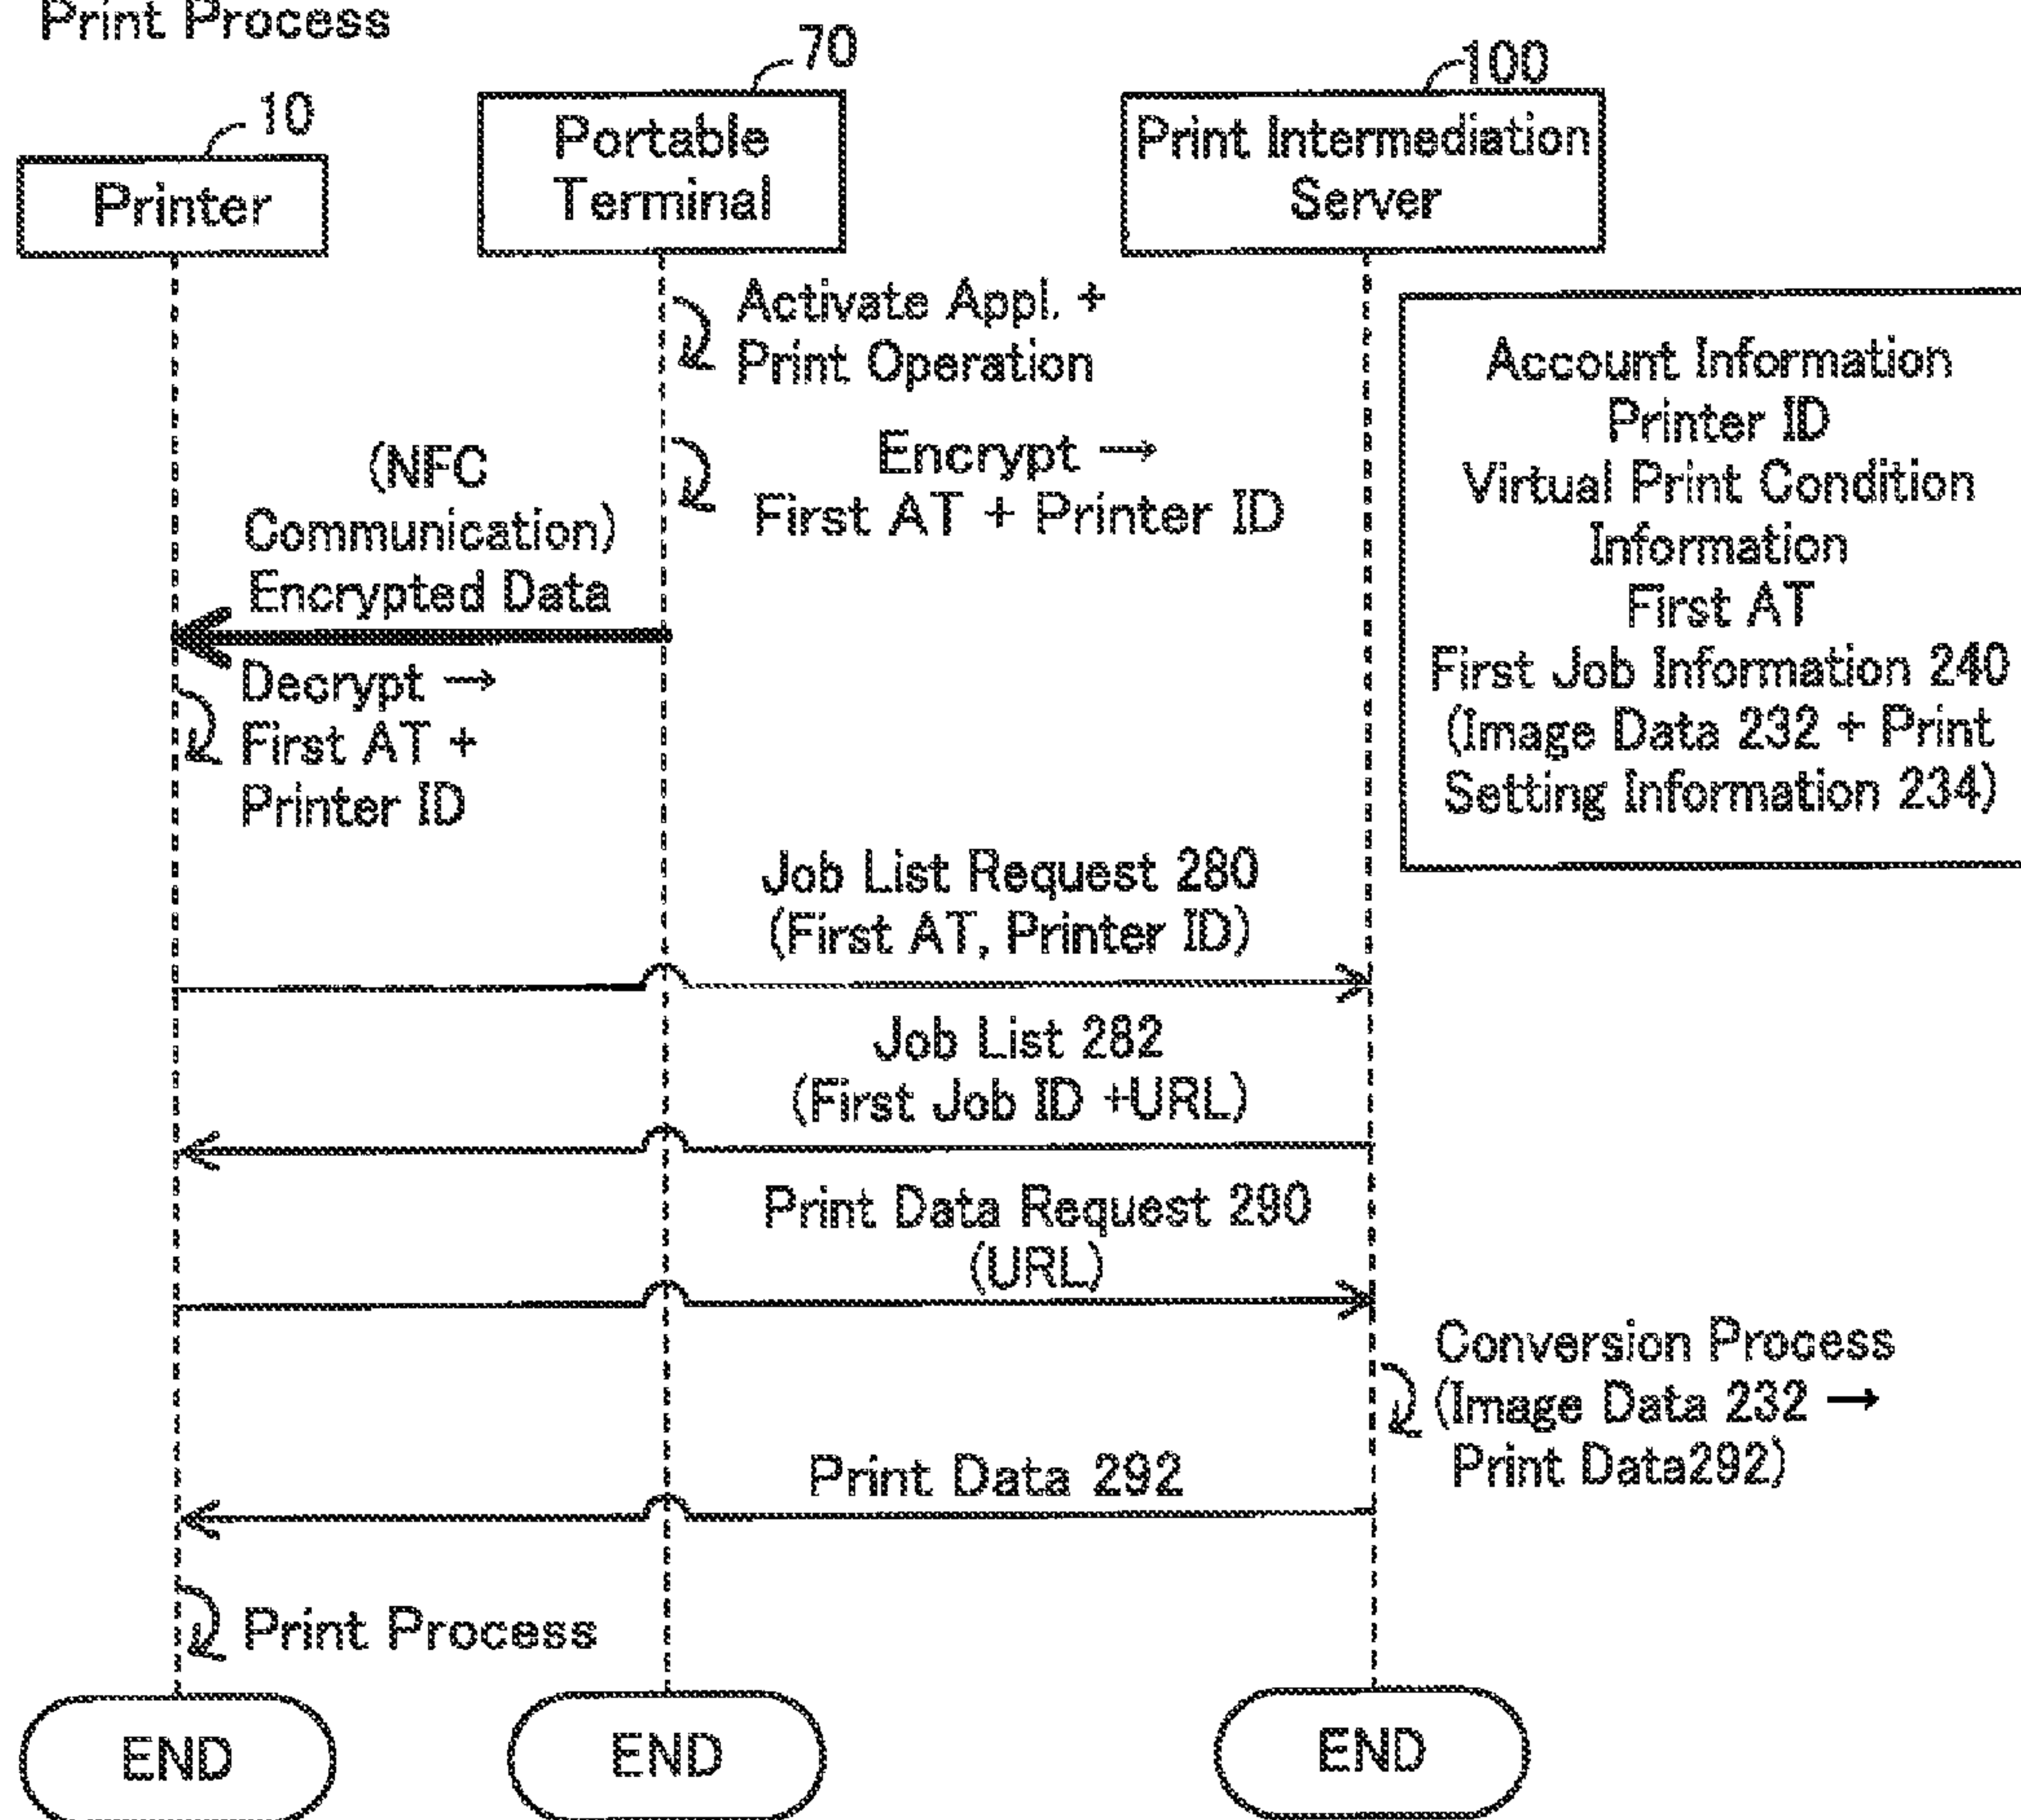 Print Process
10
70
100
Printer
Portable
Terminal
Print Intermediation
Server
Activate Appl. +
Print Operation
Encrypt →
First AT + Printer ID
(NFC
Communication)
Encrypted Data
Account Information
Printer ID
Virtual Print Condition
Information
First AT
First Job Information 240
(Image Data 232 + Print
Setting Information 234)
Decrypt →
First AT +
Printer ID
Job List Request 280
(First AT, Printer ID)
Job List 282
(First Job ID +URL)
Print Data Request 290
(URL)
Conversion Process
(Image Data 232 →
Print Data292)
Print Data 292
Print Process
END
END
END